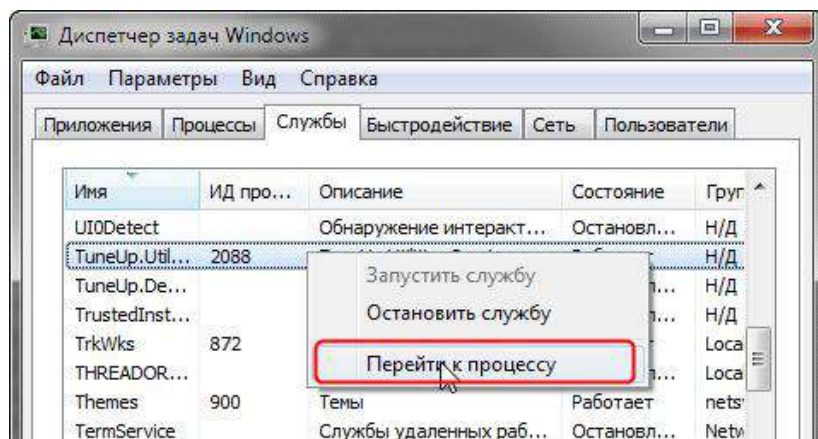 Диспетчер задач Windows
Файл Параметры Вид Справка
Приложения Процессы Службы Быстродействие Сеть Пользователи
Имя ИД про... Описание Состояние Груп
UI0Detect Обнаружение интеракт... Остановл... Н/Д
TuneUp.Util... 2088 Н/Д
Запустить службу
TuneUp.De... Н/Д
TrustedInst... Остановить службу Н/Д
TrkWks 872 Loca
Перейти к процессу
THREADOR... Loca
Themes 900 Темы Работает nets
TermService Службы удаленных раб... Остановл... Netw